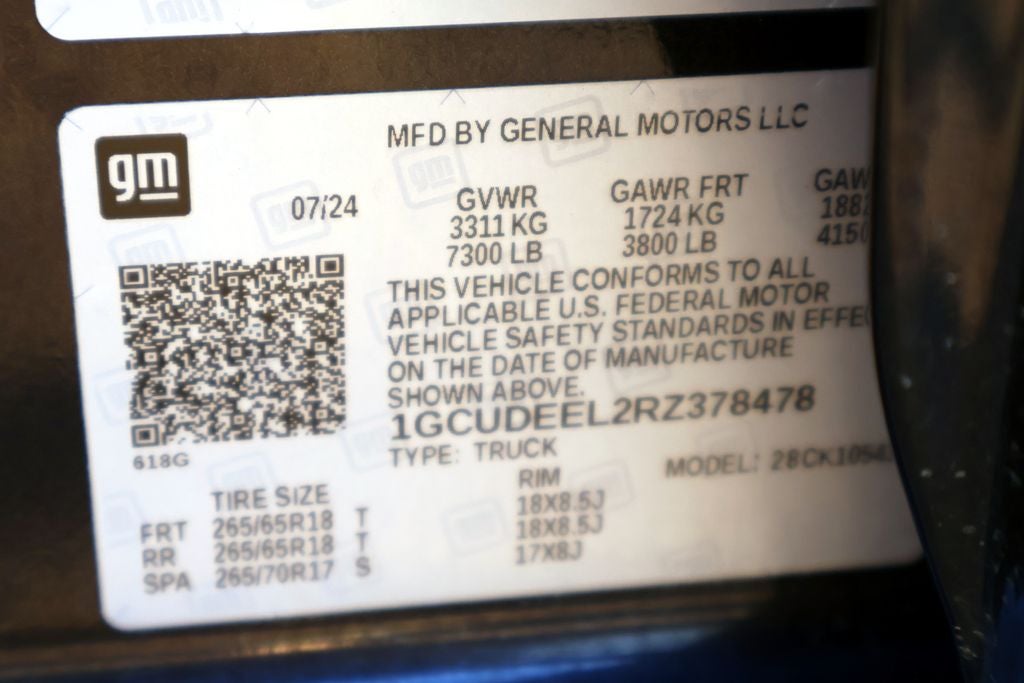 gm
MFD BY GENERAL MOTORS LLC
07/24
GVWR GAWR FRT GAW
3311 KG 1724 KG 188
7300 LB 3800 LB 4150
THIS VEHICLE CONFORMS TO ALL
APPLICABLE U.S. FEDERAL MOTOR
VEHICLE SAFETY STANDARDS IN EFFE
ON THE DATE OF MANUFACTURE
SHOWN ABOVE.
1GCUDEEL2RZ378478
618G
TYPE: TRUCK MODEL:
TIRE SIZE RIM
FRT 265/65R18 T 18X8.5J
RR 265/65R18 T 18X8.5J
SPA 265/70R17 S 17X8J